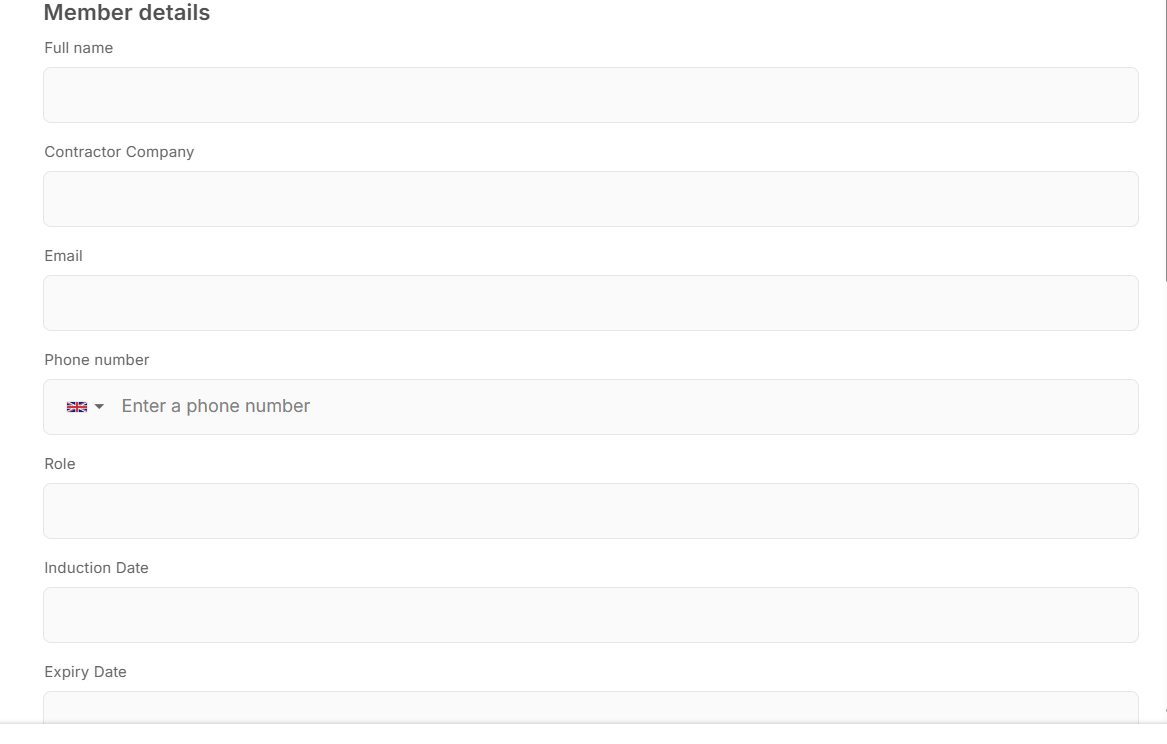 Member details
Full name
Contractor Company
Email
Phone number
Enter a phone number
Role
Induction Date
Expiry Date